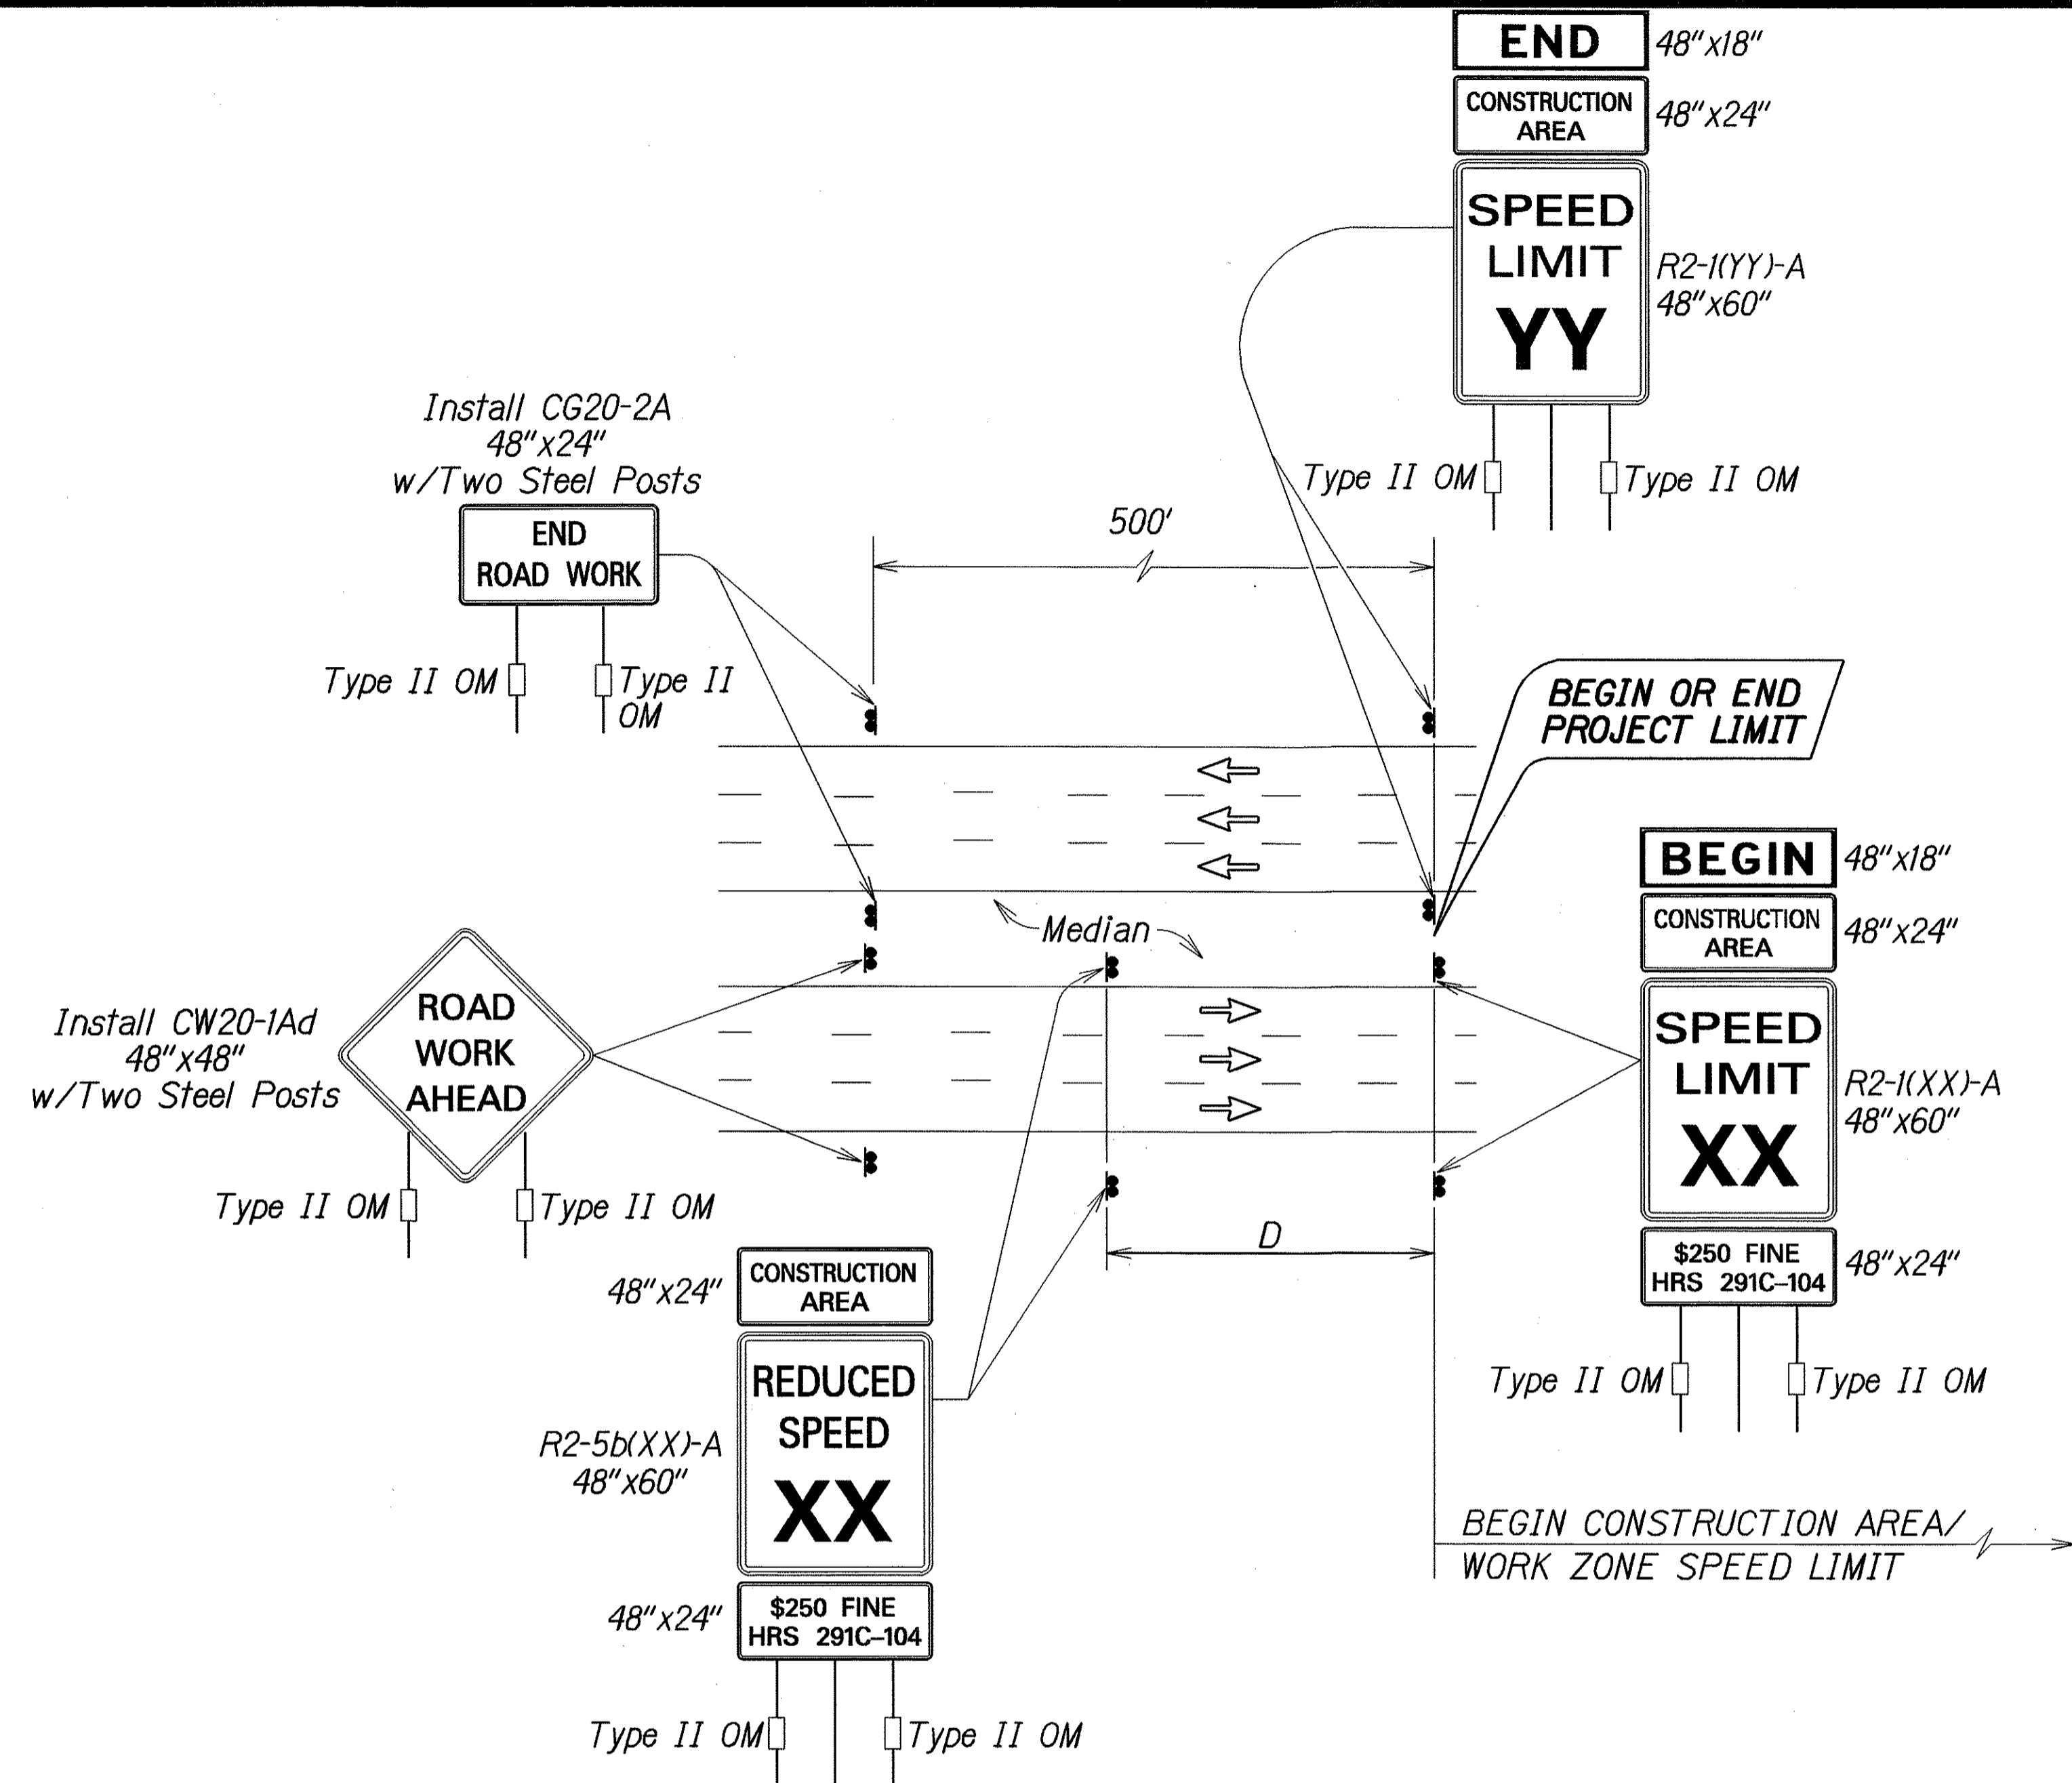 END
48"x18"
CONSTRUCTION
AREA
48"x24"
SPEED
LIMIT
YY
R2-1(YY)-A
48"x60"
Type II OM
Type II OM
Install CG20-2A
48"x24"
w/Two Steel Posts
END
ROAD WORK
Type II OM
Type II
OM
500'
BEGIN OR END
PROJECT LIMIT
Median
BEGIN
48"x18"
CONSTRUCTION
AREA
48"x24"
SPEED
LIMIT
XX
R2-1(XX)-A
48"x60"
$250 FINE
HRS 291C–104
48"x24"
Type II OM
Type II OM
Install CW20-1Ad
48"x48"
w/Two Steel Posts
ROAD
WORK
AHEAD
Type II OM
Type II OM
D
48"x24"
CONSTRUCTION
AREA
R2-5b(XX)-A
48"x60"
REDUCED
SPEED
XX
48"x24"
$250 FINE
HRS 291C–104
Type II OM
Type II OM
BEGIN CONSTRUCTION AREA/
WORK ZONE SPEED LIMIT